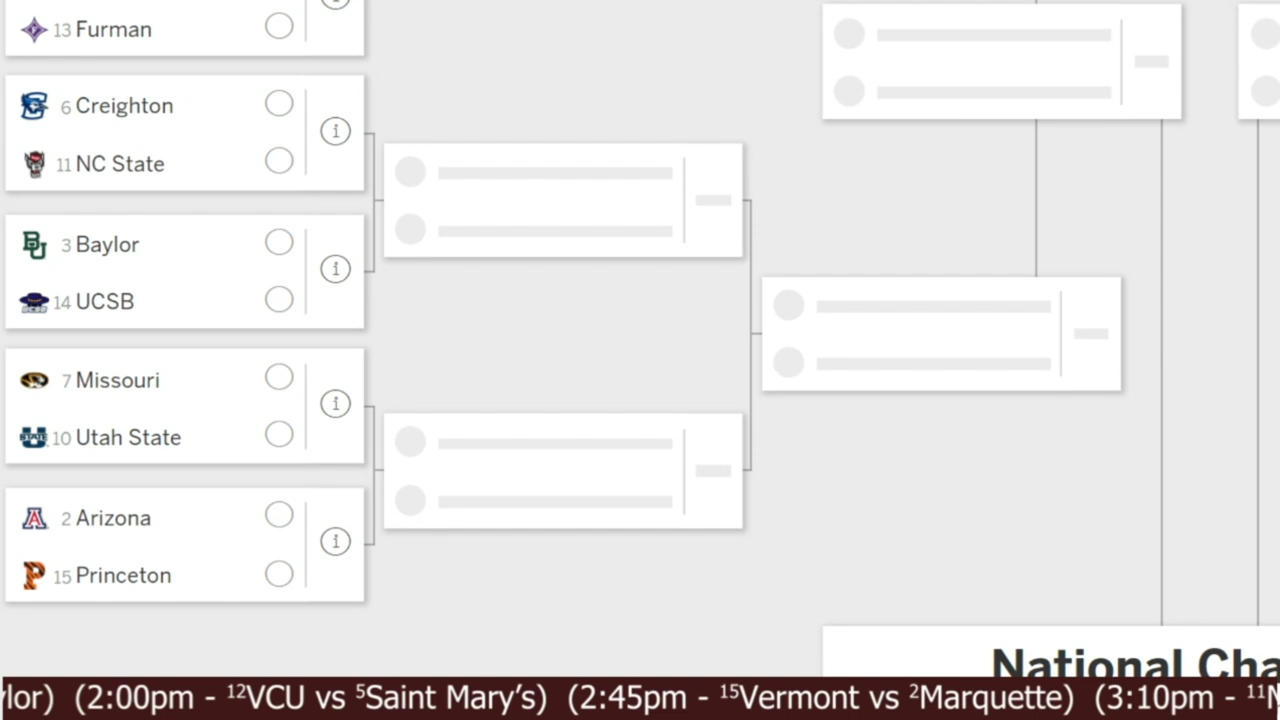 13 Furman
6 Creighton
11 NC State
3 Baylor
14 UCSB
7 Missouri
10 Utah State
2 Arizona
15 Princeton
National Cha
ylor) (2:00pm - ¹²VCU vs ⁵Saint Mary’s) (2:45pm - ¹⁵Vermont vs ²Marquette) (3:10pm - ¹¹N